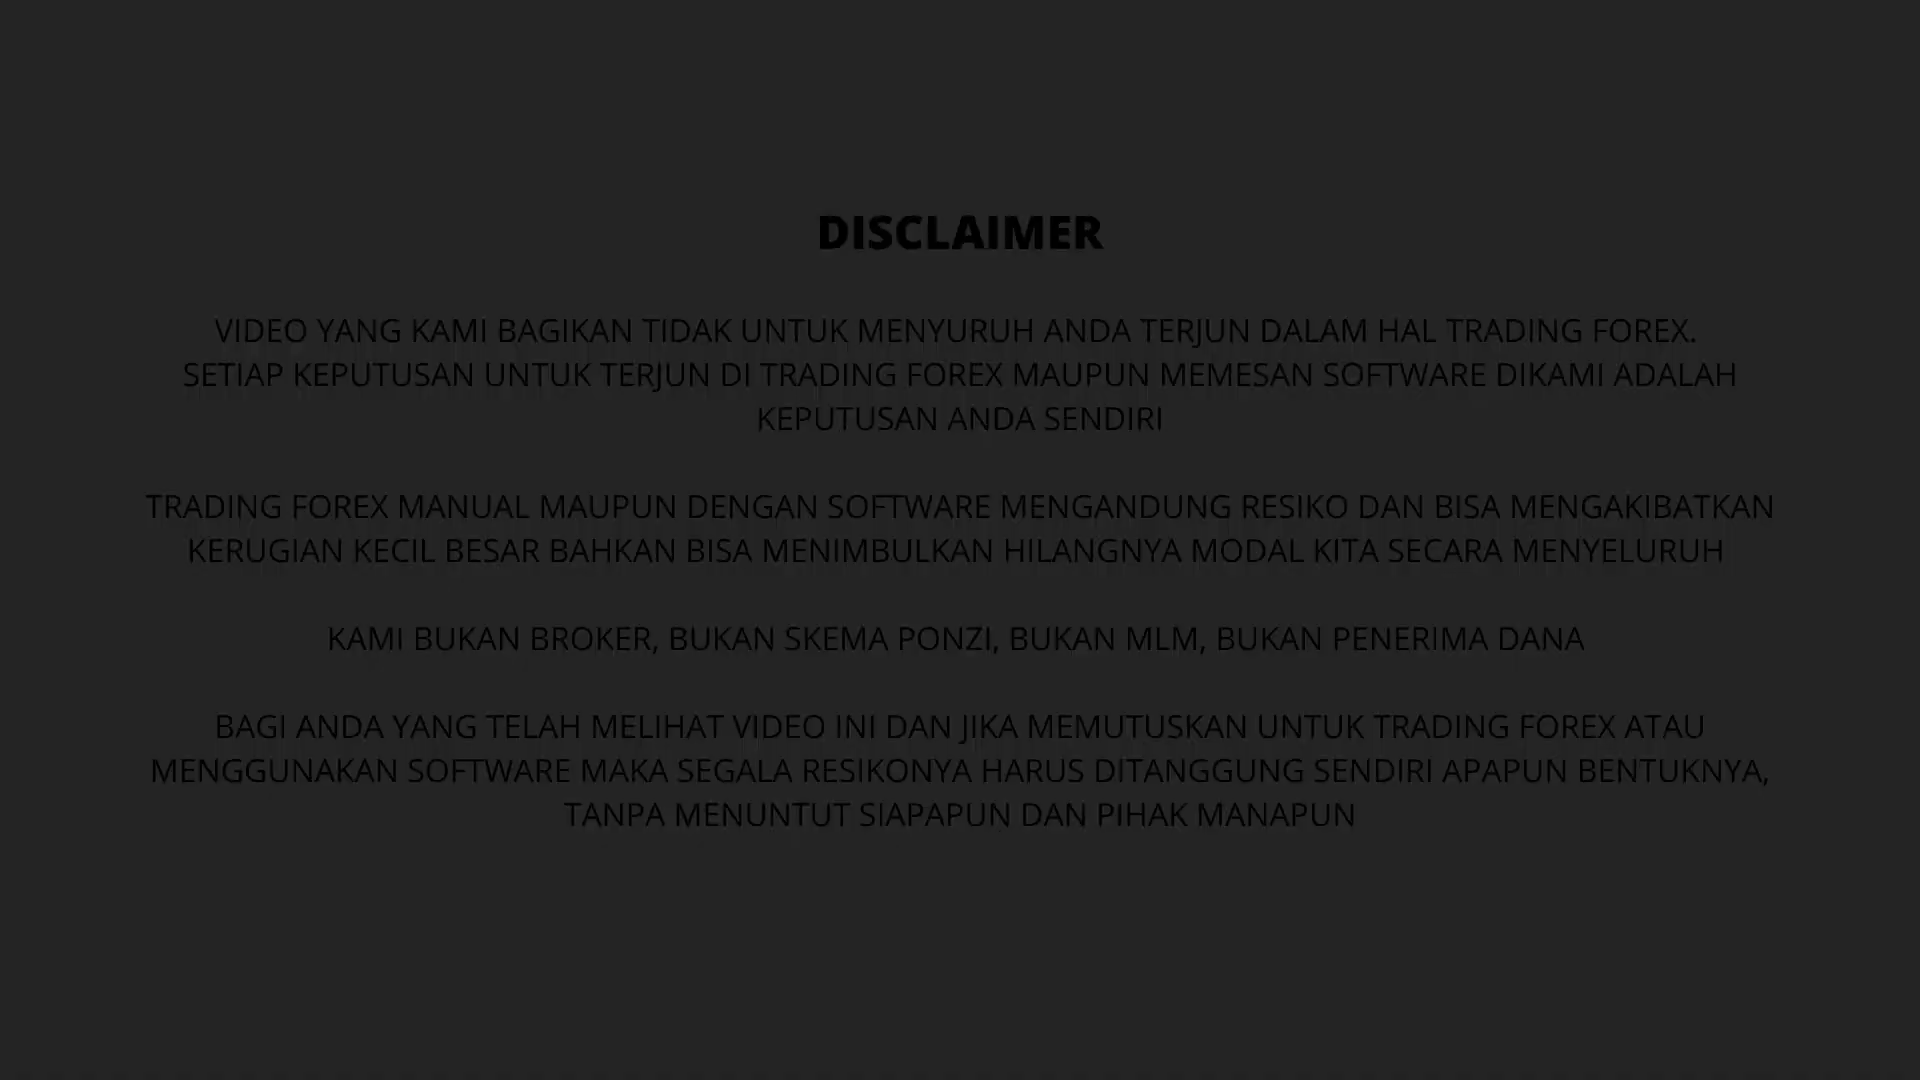 DISCLAIMER
VIDEO YANG KAMI BAGIKAN TIDAK UNTUK MENYURUH ANDA TERJUN DALAM HAL TRADING FOREX.
SETIAP KEPUTUSAN UNTUK TERJUN DI TRADING FOREX MAUPUN MEMESAN SOFTWARE DIKAMI ADALAH
KEPUTUSAN ANDA SENDIRI
TRADING FOREX MANUAL MAUPUN DENGAN SOFTWARE MENGANDUNG RESIKO DAN BISA MENGAKIBATKAN
KERUGIAN KECIL BESAR BAHKAN BISA MENIMBULKAN HILANGNYA MODAL KITA SECARA MENYELURUH
KAMI BUKAN BROKER, BUKAN SKEMA PONZI, BUKAN MLM, BUKAN PENERIMA DANA
BAGI ANDA YANG TELAH MELIHAT VIDEO INI DAN JIKA MEMUTUSKAN UNTUK TRADING FOREX ATAU
MENGGUNAKAN SOFTWARE MAKA SEGALA RESIKONYA HARUS DITANGGUNG SENDIRI APAPUN BENTUKNYA,
TANPA MENUNTUT SIAPAPUN DAN PIHAK MANAPUN